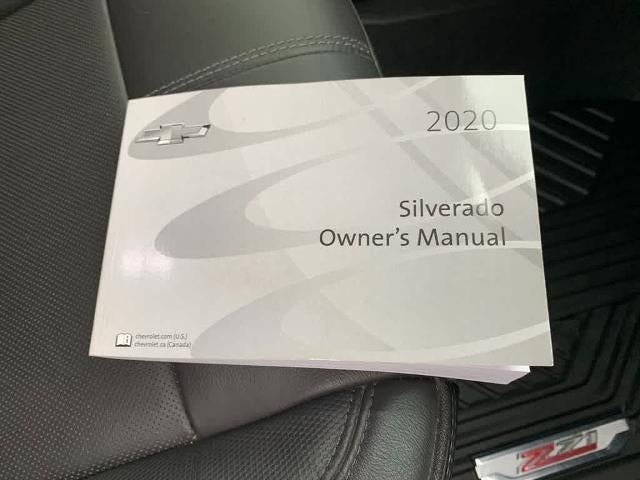 2020
Silverado
Owner's Manual
chevrolet.com (U.S.)
chevrolet.ca (Canada)
Z71